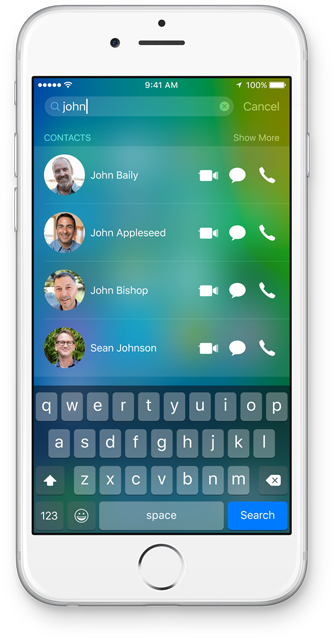 9:41 AM 100%
john Cancel
CONTACTS Show More
John Baily
John Appleseed
John Bishop
Sean Johnson
q w e r t y u i o p
a s d f g h j k l
z x c v b n m
123 space Search